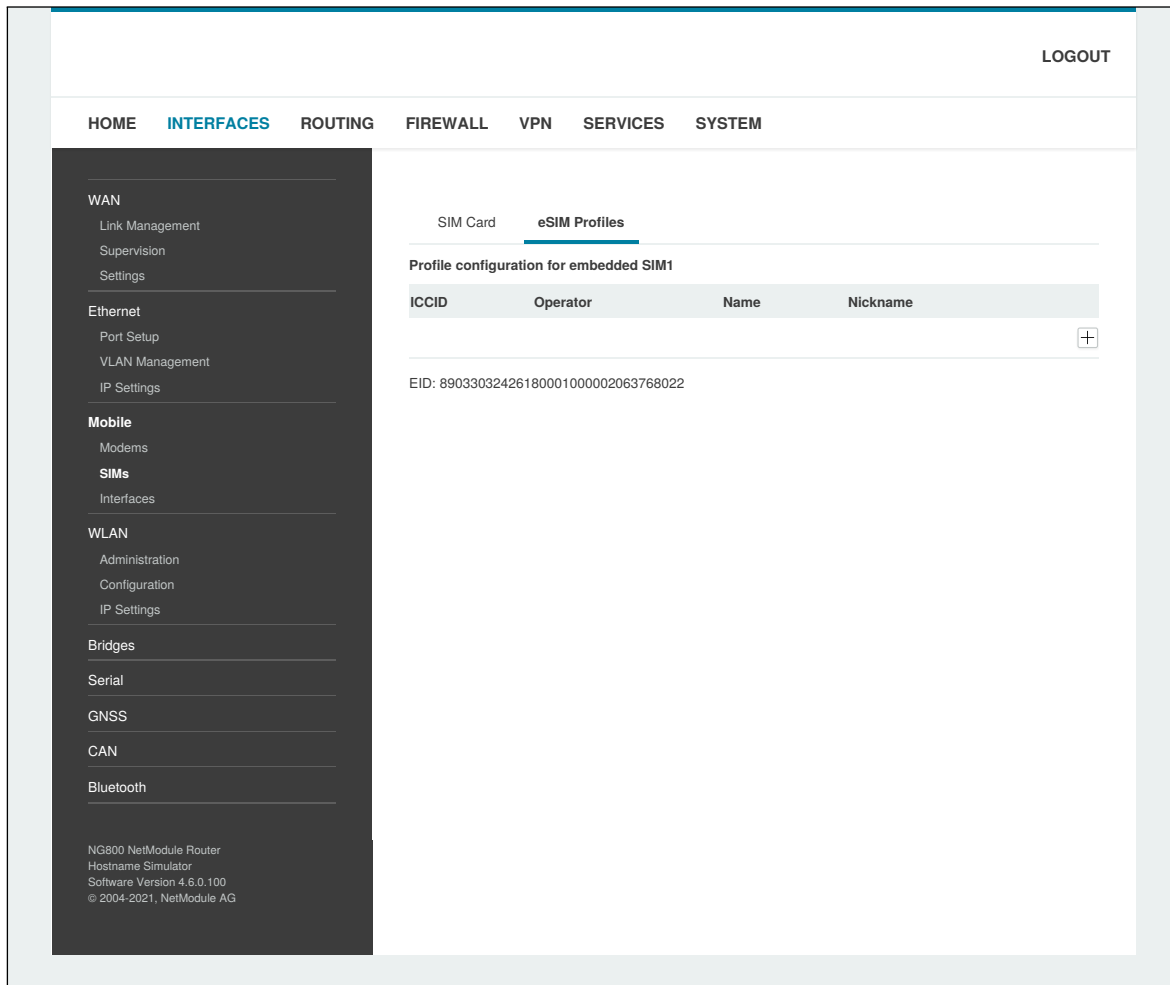 LOGOUT
HOME INTERFACES ROUTING FIREWALL VPN SERVICES SYSTEM
WAN
Link Management
Supervision
Settings
Ethernet
Port Setup
VLAN Management
IP Settings
Mobile
Modems
SIMs
Interfaces
WLAN
Administration
Configuration
IP Settings
Bridges
Serial
GNSS
CAN
Bluetooth
NG800 NetModule Router
Hostname Simulator
Software Version 4.6.0.100
© 2004-2021, NetModule AG
SIM Card eSIM Profiles
Profile configuration for embedded SIM1
ICCID Operator Name Nickname
EID: 89033032426180001000002063768022